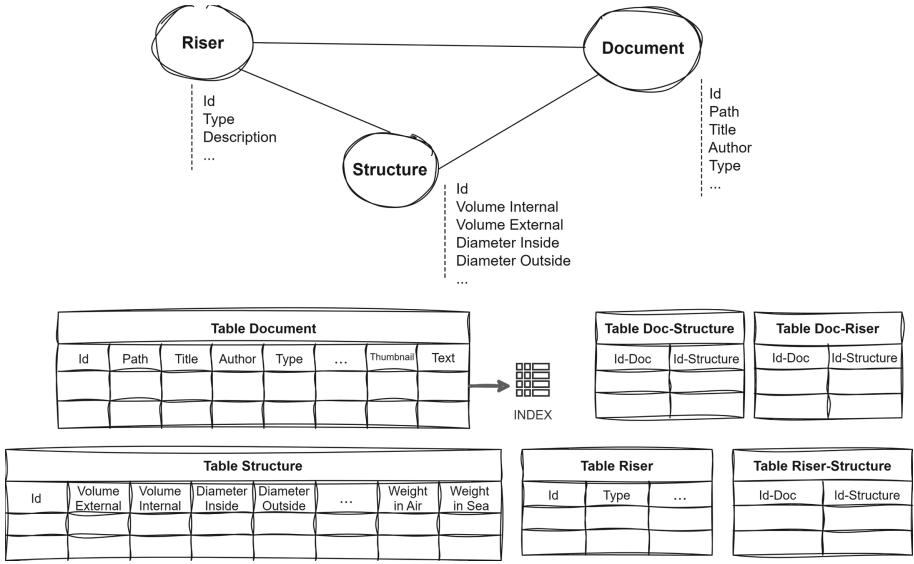 Riser
Document
Id
Type
Description
...
Id
Path
Title
Author
Type
...
Structure
Id
Volume Internal
Volume External
Diameter Inside
Diameter Outside
...
Table Document
Id Path Title Author Type ... Thumbnail Text
INDEX
Table Doc-Structure
Id-Doc Id-Structure
Table Doc-Riser
Id-Doc Id-Structure
Table Structure
Id Volume External Volume Internal Diameter Inside Diameter Outside ... Weight in Air Weight in Sea
Table Riser
Id Type ...
Table Riser-Structure
Id-Doc Id-Structure